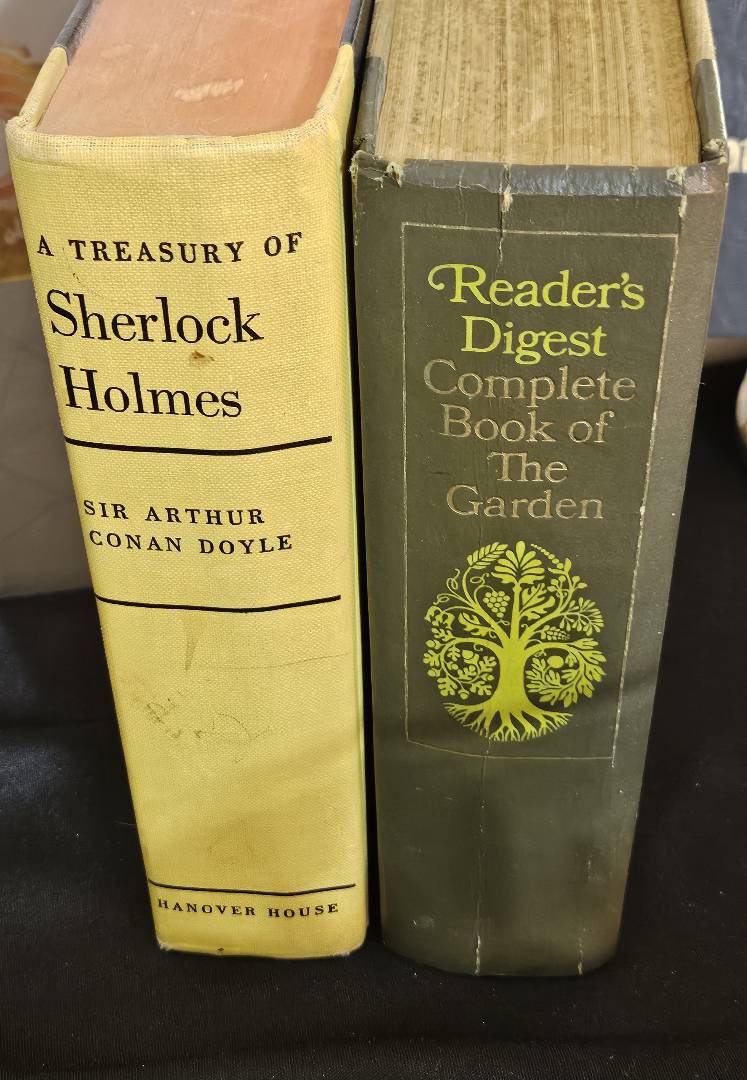 A TREASURY OF
Sherlock
Holmes
SIR ARTHUR
CONAN DOYLE
HANOVER HOUSE
Reader's
Digest
Complete
Book of
The
Garden